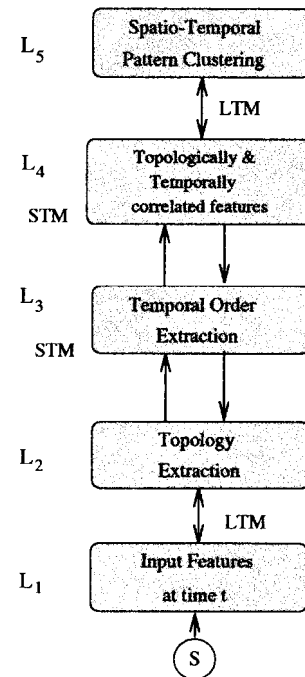 L5
Spatio-Temporal
Pattern Clustering
LTM
L4
Topologically &
Temporally
correlated features
STM
L3
Temporal Order
Extraction
STM
L2
Topology
Extraction
LTM
L1
Input Features
at time t
S